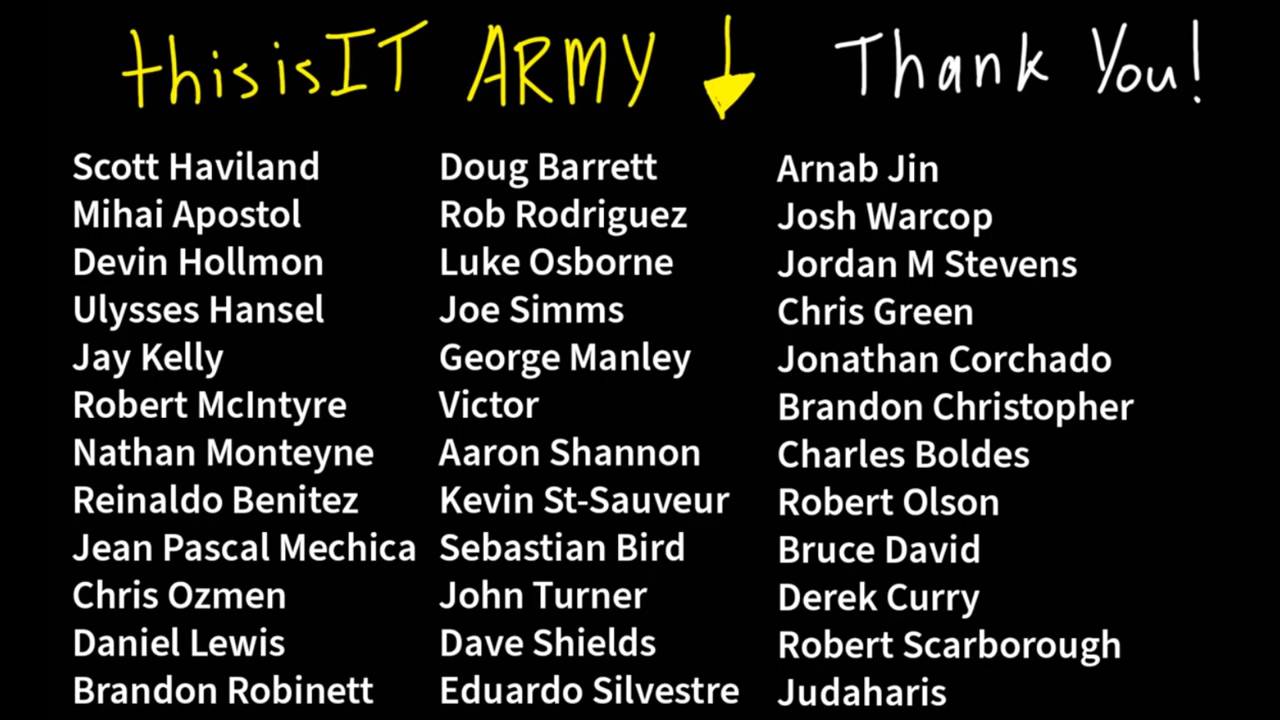 thisisIT ARMY ↓ Thank You!
Scott Haviland
Mihai Apostol
Devin Hollmon
Ulysses Hansel
Jay Kelly
Robert McIntyre
Nathan Monteyne
Reinaldo Benitez
Jean Pascal Mechica
Chris Ozmen
Daniel Lewis
Brandon Robinett
Doug Barrett
Rob Rodriguez
Luke Osborne
Joe Simms
George Manley
Victor
Aaron Shannon
Kevin St-Sauveur
Sebastian Bird
John Turner
Dave Shields
Eduardo Silvestre
Arnab Jin
Josh Warcop
Jordan M Stevens
Chris Green
Jonathan Corchado
Brandon Christopher
Charles Boldes
Robert Olson
Bruce David
Derek Curry
Robert Scarborough
Judaharis